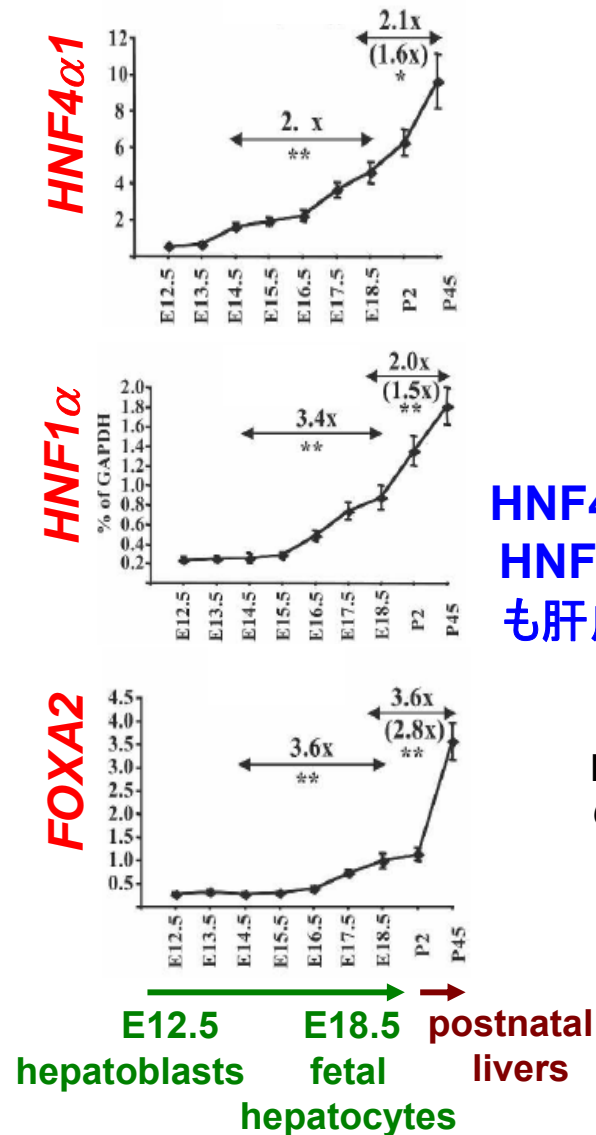 HNF4α1
12
10
8
6
4
2
2.1x
(1.6x)
*
2. x
**
E12.5
E13.5
E14.5
E15.5
E16.5
E17.5
E18.5
P2
P45
HNF1α
% of GAPDH
2.0
1.8
1.6
1.4
1.2
1.0
0.8
0.6
0.4
0.2
2.0x
(1.5x)
**
3.4x
**
E12.5
E13.5
E14.5
E15.5
E16.5
E17.5
E18.5
P2
P45
HNF4
HNF
も肝
FOXA2
4.5
4.0
3.5
3.0
2.5
2.0
1.5
1.0
0.5
3.6x
(2.8x)
**
3.6x
**
E12.5
E13.5
E14.5
E15.5
E16.5
E17.5
E18.5
P2
P45
E12.5 E18.5 postnatal
hepatoblasts fetal livers
hepatocytes